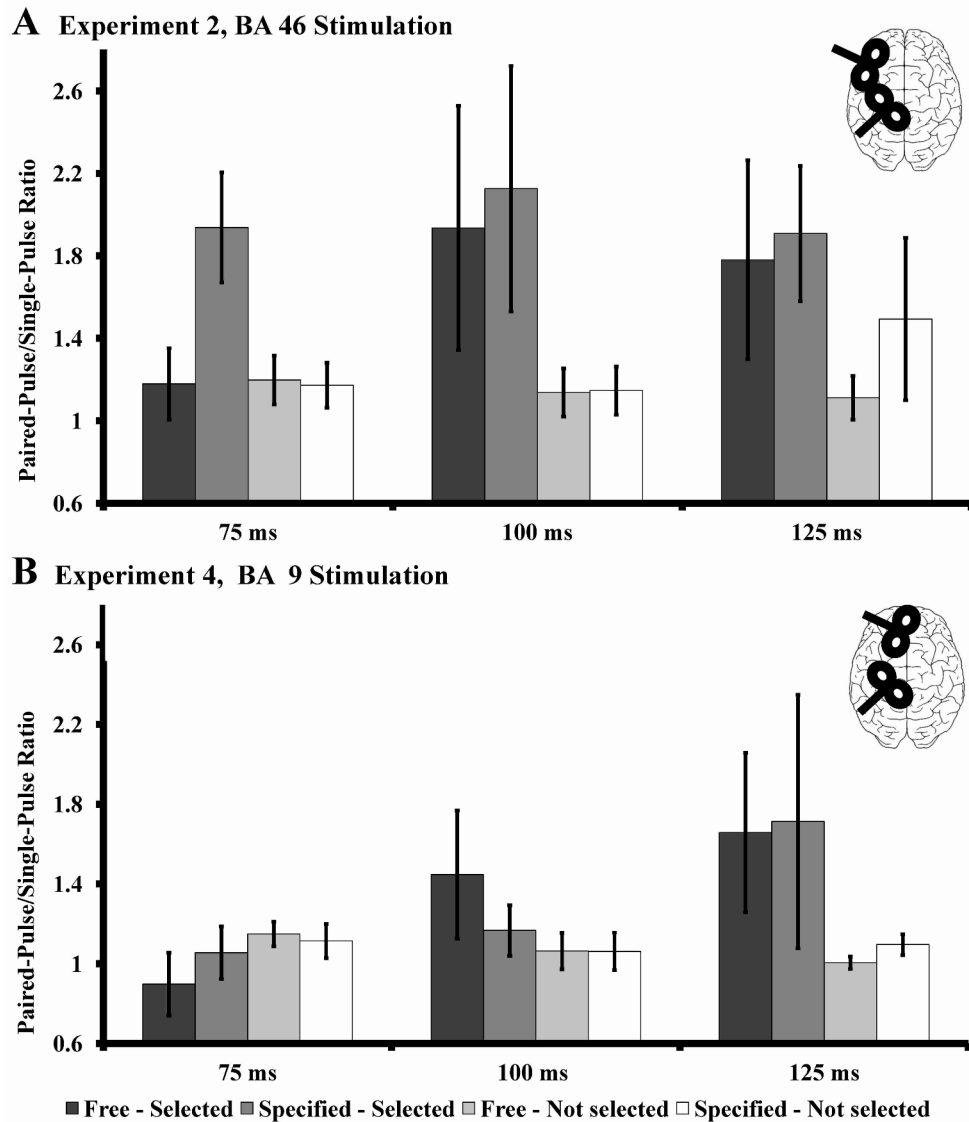 A Experiment 2, BA 46 Stimulation
Paired-Pulse/Single-Pulse Ratio
2.6
2.2
1.8
1.4
1
0.6
75 ms 100 ms 125 ms
B Experiment 4, BA 9 Stimulation
Paired-Pulse/Single-Pulse Ratio
2.6
2.2
1.8
1.4
1
0.6
75 ms 100 ms 125 ms
Free - Selected Specified - Selected Free - Not selected Specified - Not selected